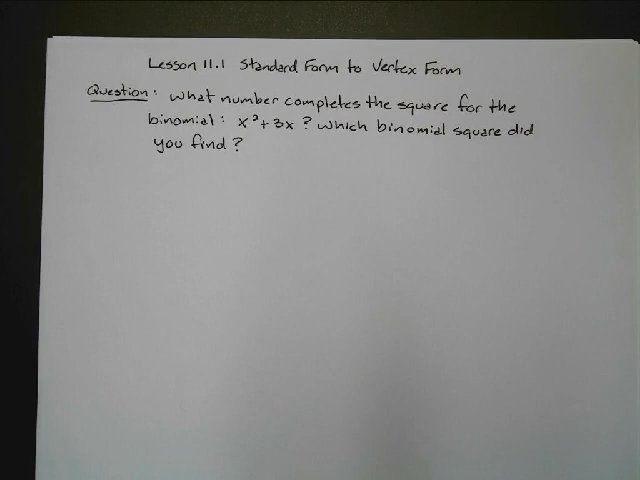 Lesson 11.1 Standard Form to Vertex Form
Question: What number completes the square for the
binomial: x²+3x? Which binomial square did
you find?